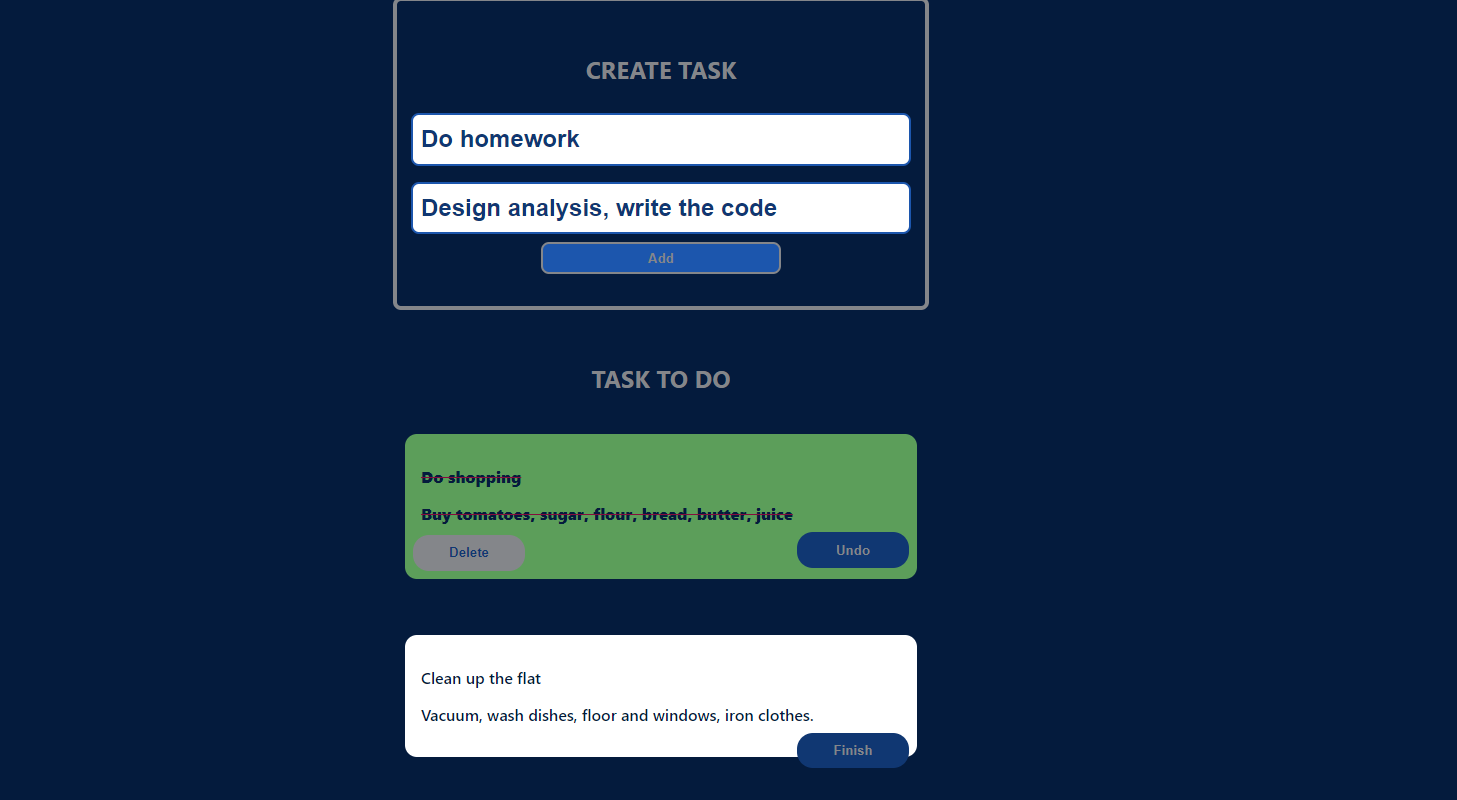 CREATE TASK
Do homework
Design analysis, write the code
Add
TASK TO DO
Do shopping
Buy tomatoes, sugar, flour, bread, butter, juice
Delete
Undo
Clean up the flat
Vacuum, wash dishes, floor and windows, iron clothes.
Finish